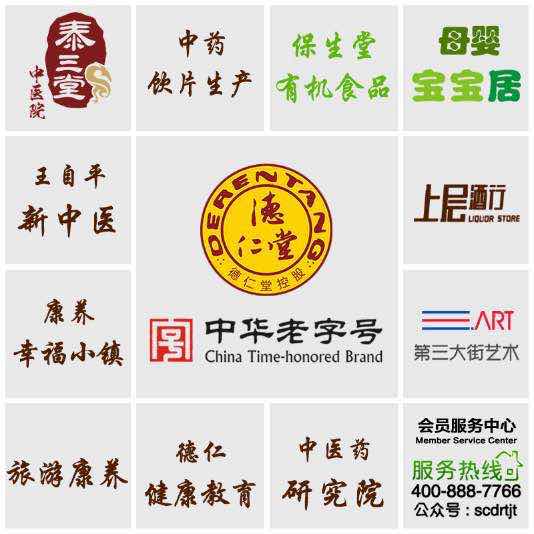 泰三堂
中医院
中药
饮片生产
保生堂
有机食品
母婴
宝宝居
王自平
新中医
DERENTANG
德仁堂
德仁堂控股
中华老字号
China Time-honored Brand
上层酒行
LIQUOR STORE
康养
幸福小镇
三.ART
第三大街艺术
旅游康养
德仁
健康教育
中医药
研究院
会员服务中心
Member Service Center
服务热线
400-888-7766
公众号：scdrtjt